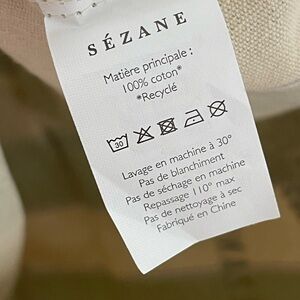 SÉZANE
Matière principale :
100% coton*
*Recyclé
30
Lavage en machine à 30°
Pas de blanchiment
Pas de séchage en machine
Repassage 110° max
Pas de nettoyage à sec
Fabriqué en Chine